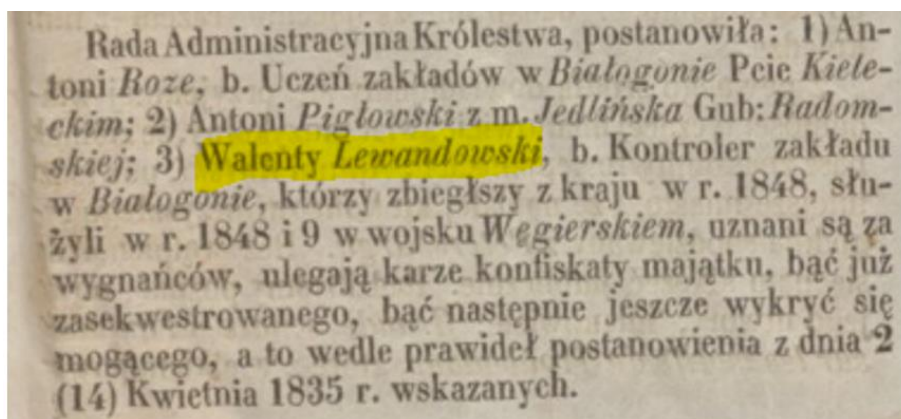 Rada Administracyjna Królestwa, postanowiła: 1) An-
toni Roze, b. Uczeń zakładów w Białogonie Pcie Kiele-
ckim; 2) Antoni Pigłowski z m. Jedlińska Gub: Radom-
skiej; 3) Walenty Lewandowski, b. Kontroler zakładu
w Białogonie, którzy zbiegłszy z kraju w r. 1848, słu-
żyli w r. 1848 i 9 w wojsku Węgierskiem, uznani są za
wygnańców, ulegają karze konfiskaty majątku, bąć już
zasekwestrowanego, bąć następnie jeszcze wykryć się
mogącego, a to wedle prawideł postanowienia z dnia 2
(14) Kwietnia 1835 r. wskazanych.